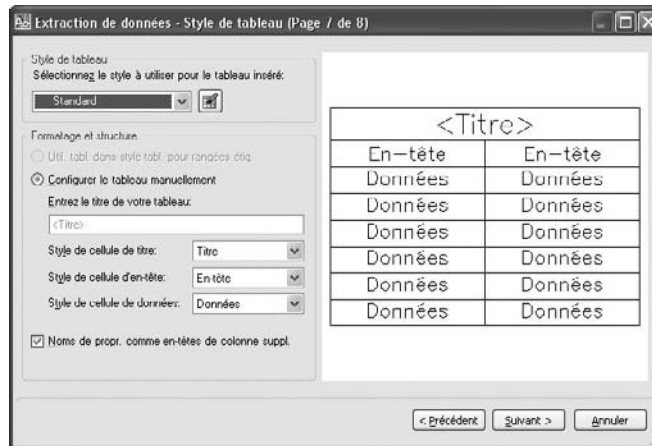 Extraction de données - Style de tableau (Page 7 de 8)
Style de tableau
Sélectionnez le style à utiliser pour le tableau inséré:
Standard
Formatage et structure
Util. tabl. dans style tabl. pour rangées étiq.
Configurer le tableau manuellement
Entrez le titre de votre tableau:
<Titre>
Style de cellule de titre: Titre
Style de cellule d'en-tête: En-tête
Style de cellule de données: Données
Noms de propr. comme en-têtes de colonne suppl.
<Titre>
En-tête En-tête
Données Données
Données Données
Données Données
Données Données
Données Données
Données Données
< Précédent Suivant > Annuler